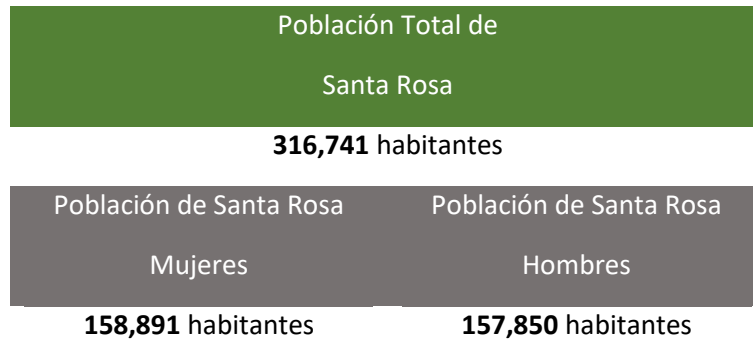 Población Total de
Santa Rosa
316,741 habitantes
Población de Santa Rosa
Mujeres
158,891 habitantes
Población de Santa Rosa
Hombres
157,850 habitantes